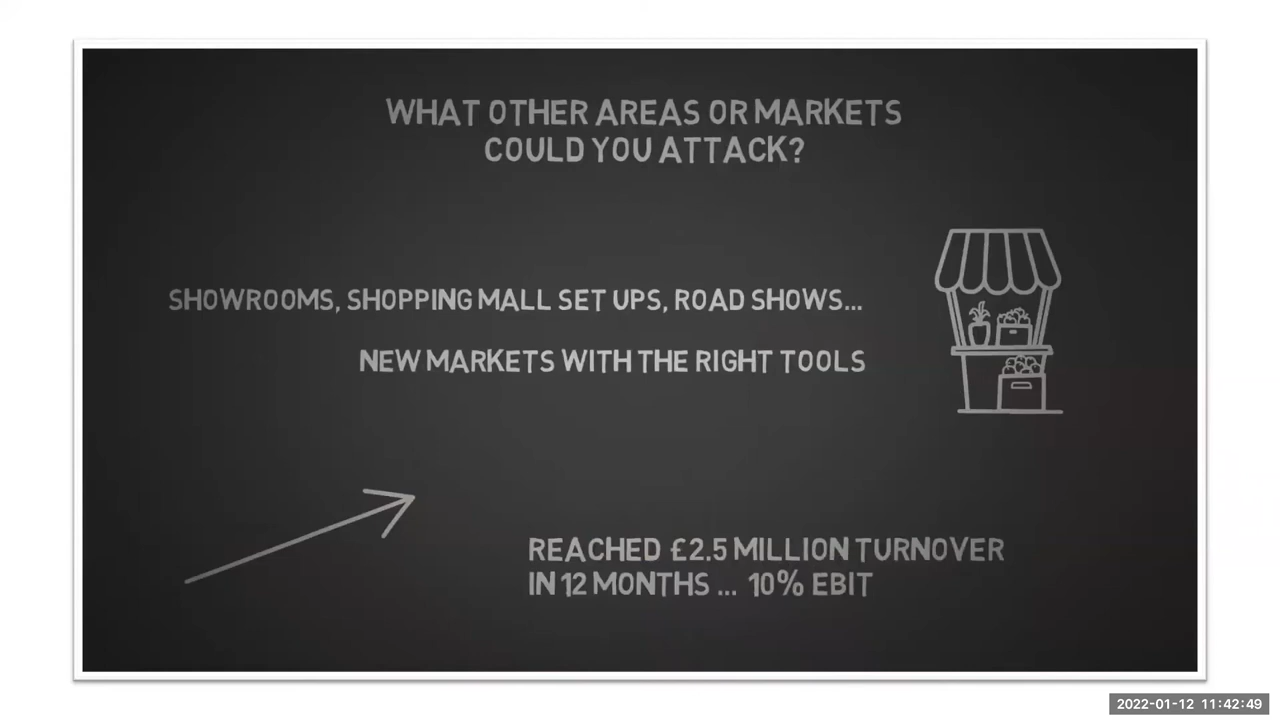 WHAT OTHER AREAS OR MARKETS
COULD YOU ATTACK?
SHOWROOMS, SHOPPING MALL SET UPS, ROAD SHOWS...
NEW MARKETS WITH THE RIGHT TOOLS
REACHED £2.5 MILLION TURNOVER
IN 12 MONTHS ... 10% EBIT
2022-01-12 11:42:49